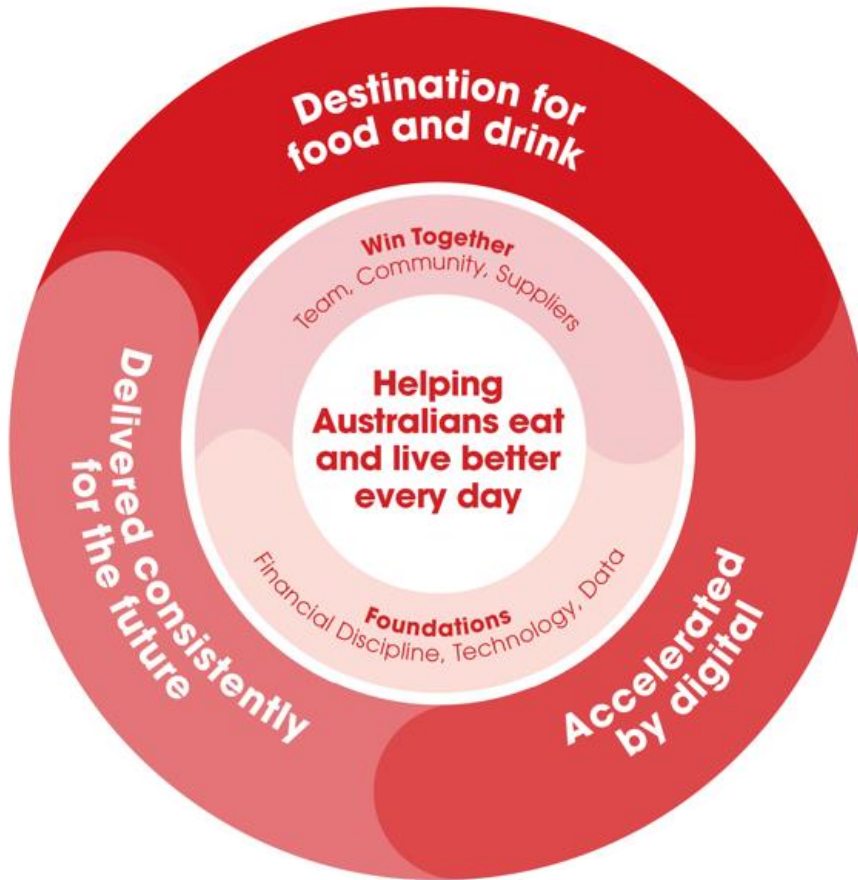 Destination for
food and drink
Win Together
Team, Community, Suppliers
Helping
Australians eat
and live better
every day
Foundations
Financial Discipline, Technology, Data
Accelerated
by digital
Delivered consistently
for the future